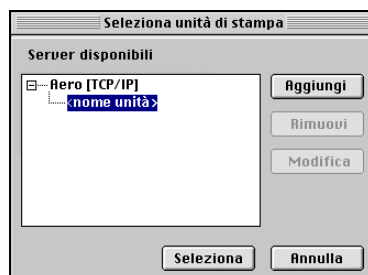 Seleziona unità di stampa
Server disponibili
Aero [TCP/IP]
<nome unità>
Aggiungi
Rimuovi
Modifica
Seleziona
Annulla